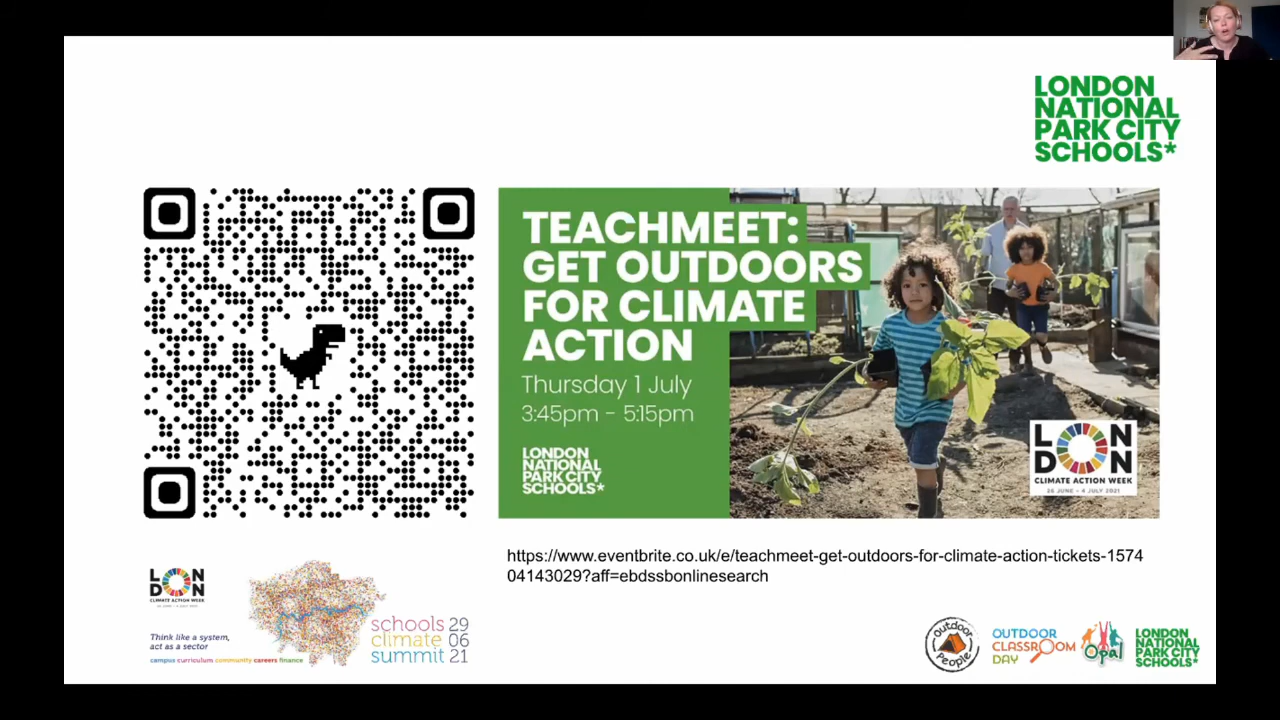 LONDON
NATIONAL
PARK CITY
SCHOOLS*
TEACHMEET:
GET OUTDOORS
FOR CLIMATE
ACTION
Thursday 1 July
3:45pm - 5:15pm
LONDON
NATIONAL
PARK CITY
SCHOOLS*
LONDON
CLIMATE ACTION WEEK
26 JUNE – 4 JULY 2021
https://www.eventbrite.co.uk/e/teachmeet-get-outdoors-for-climate-action-tickets-1574
04143029?aff=ebdssbonlinesearch
LONDON
CLIMATE ACTION WEEK
Think like a system,
act as a sector
campus curriculum community careers finance
schools 29
climate 06
summit 21
Outdoor
People
OUTDOOR
CLASSROOM
DAY
Opal
LONDON
NATIONAL
PARK CITY
SCHOOLS*